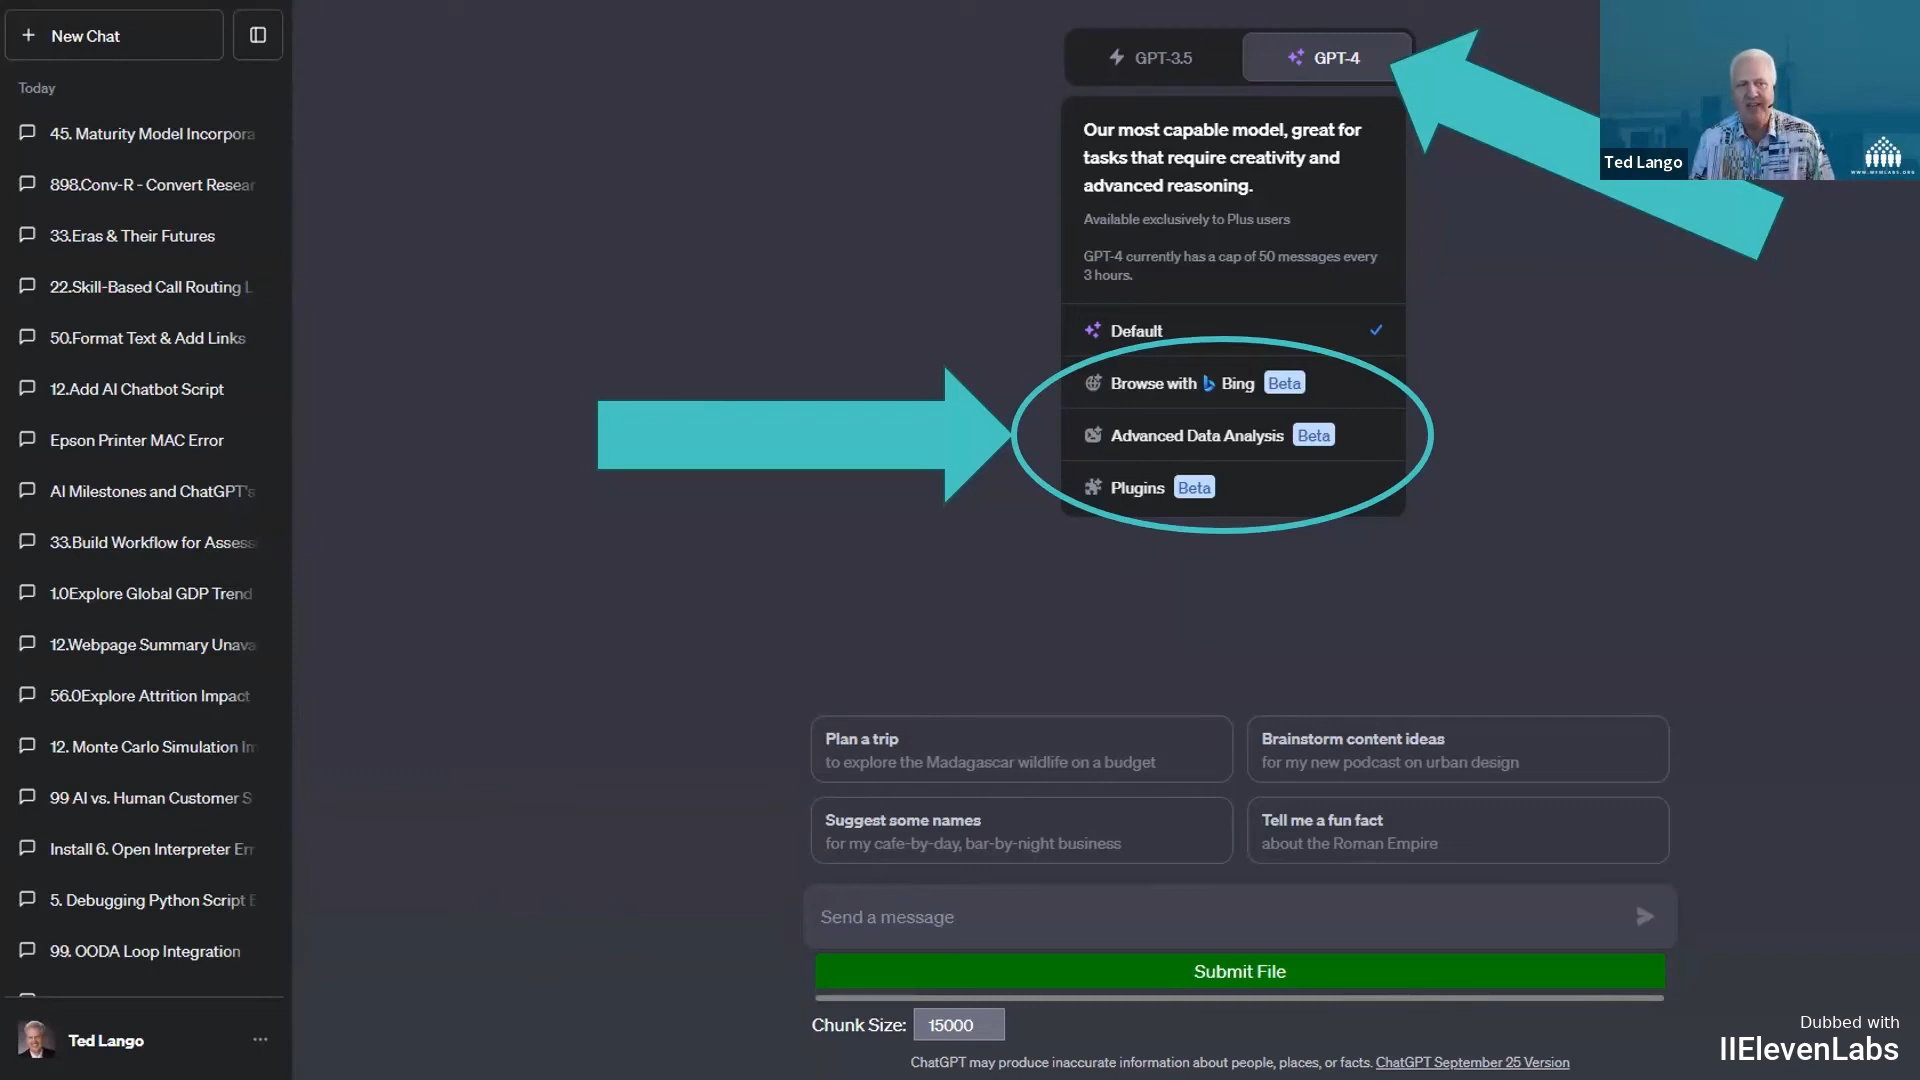 New Chat
Today
45. Maturity Model Incorpora
898.Conv-R - Convert Resear
33.Eras & Their Futures
22.Skill-Based Call Routing L
50.Format Text & Add Links
12.Add AI Chatbot Script
Epson Printer MAC Error
AI Milestones and ChatGPT's
33.Build Workflow for Assess
1.0Explore Global GDP Trend
12.Webpage Summary Unava
56.0Explore Attrition Impact
12. Monte Carlo Simulation Im
99 AI vs. Human Customer S
Install 6. Open Interpreter Err
5. Debugging Python Script E
99. OODA Loop Integration
Ted Lango
GPT-3.5
GPT-4
Our most capable model, great for
tasks that require creativity and
advanced reasoning.
Available exclusively to Plus users
GPT-4 currently has a cap of 50 messages every
3 hours.
Default
Browse with Bing Beta
Advanced Data Analysis Beta
Plugins Beta
Plan a trip
to explore the Madagascar wildlife on a budget
Brainstorm content ideas
for my new podcast on urban design
Suggest some names
for my cafe-by-day, bar-by-night business
Tell me a fun fact
about the Roman Empire
Send a message
Submit File
Chunk Size: 15000
ChatGPT may produce inaccurate information about people, places, or facts. ChatGPT September 25 Version
Ted Lango
WWW.WFMLABS.ORG
Dubbed with
IIElevenLabs